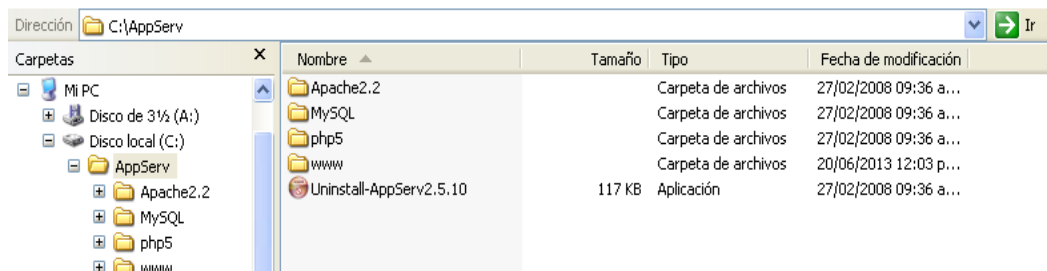 Dirección C:\AppServ Ir
Carpetas x
Mi PC
Disco de 3½ (A:)
Disco local (C:)
AppServ
Apache2.2
MySQL
php5
www
Nombre Tamaño Tipo Fecha de modificación
Apache2.2 Carpeta de archivos 27/02/2008 09:36 a...
MySQL Carpeta de archivos 27/02/2008 09:36 a...
php5 Carpeta de archivos 27/02/2008 09:36 a...
www Carpeta de archivos 20/06/2013 12:03 p...
Uninstall-AppServ2.5.10 117 KB Aplicación 27/02/2008 09:36 a...